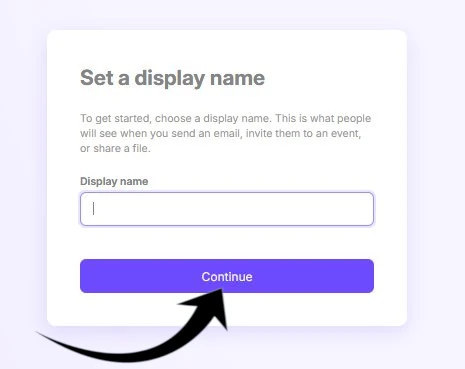 Set a display name
To get started, choose a display name. This is what people
will see when you send an email, invite them to an event,
or share a file.
Display name
Continue